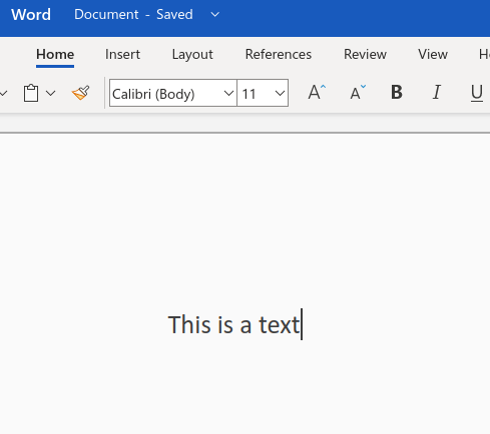 Word Document - Saved
Home Insert Layout References Review View
Calibri (Body) 11 A A B I U
This is a text